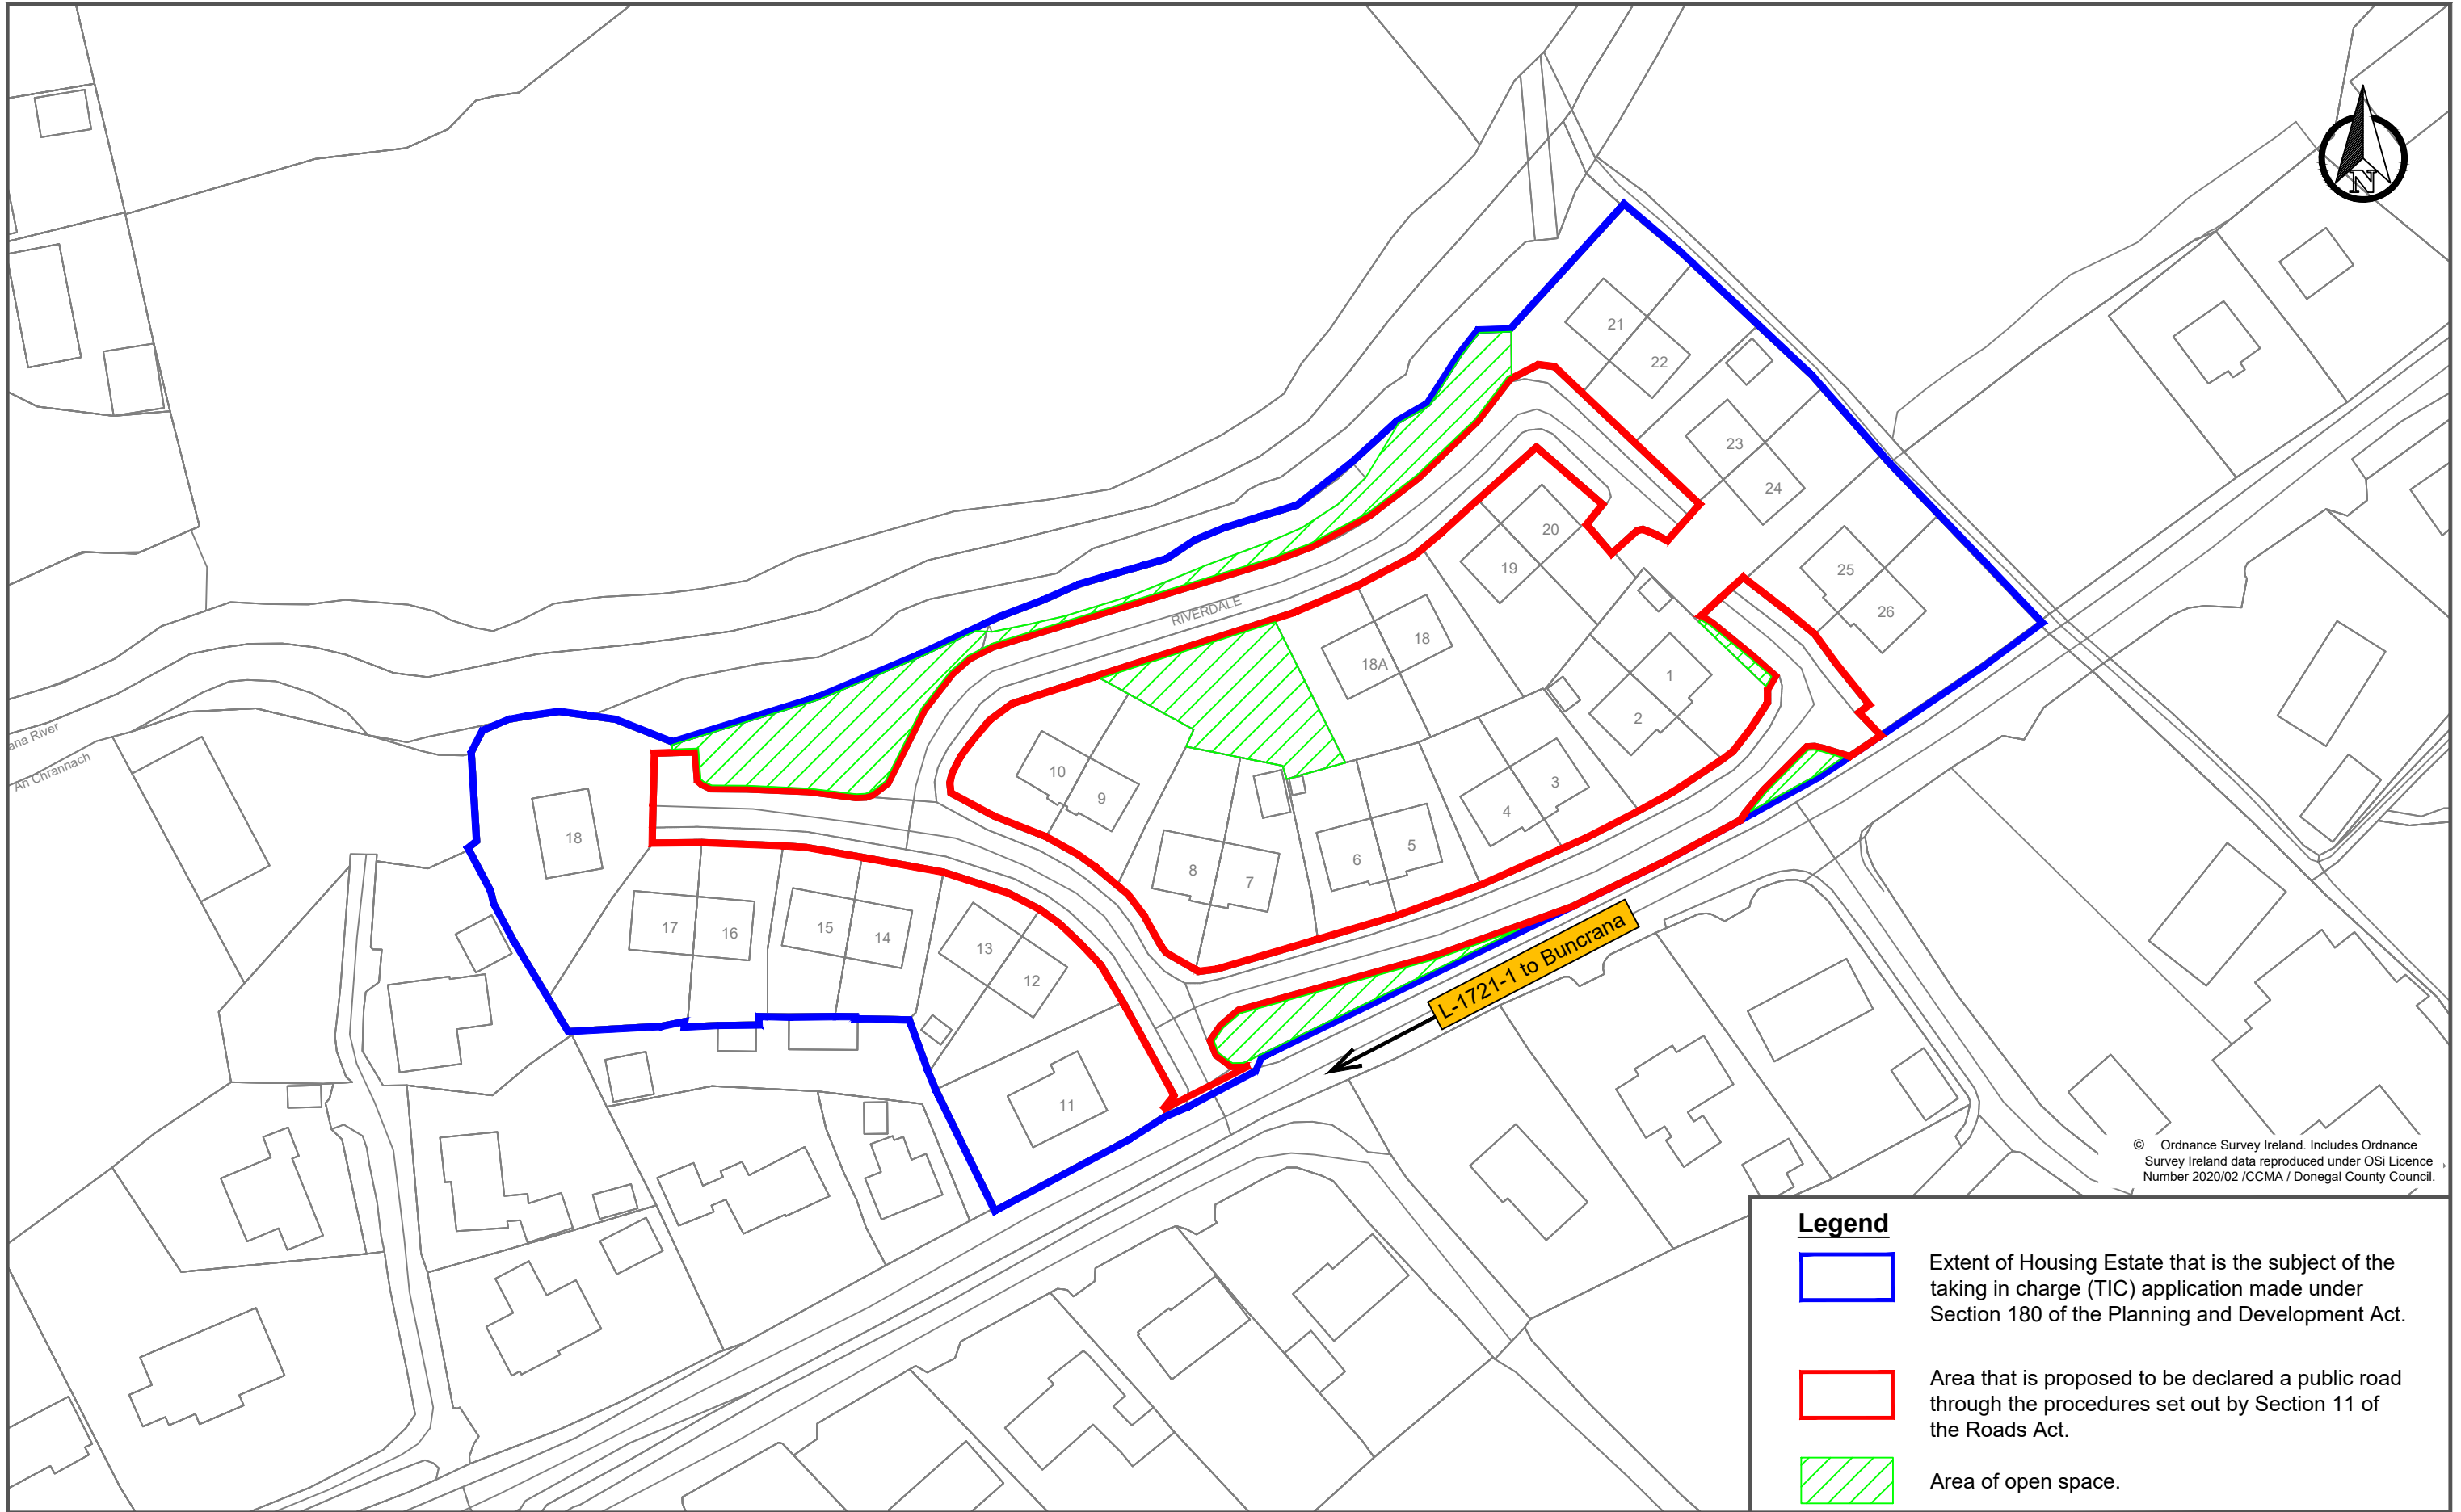 N
21
22
23
24
20
19
25
26
RIVERDALE
18
18A
1
2
ana River
An Chrannach
10
9
3
4
18
8
7
6
5
17
16
15
14
13
12
11
L-1721-1 to Buncrana
© Ordnance Survey Ireland. Includes Ordnance
Survey Ireland data reproduced under OSi Licence
Number 2020/02 /CCMA / Donegal County Council.
Legend
Extent of Housing Estate that is the subject of the
taking in charge (TIC) application made under
Section 180 of the Planning and Development Act.
Area that is proposed to be declared a public road
through the procedures set out by Section 11 of
the Roads Act.
Area of open space.